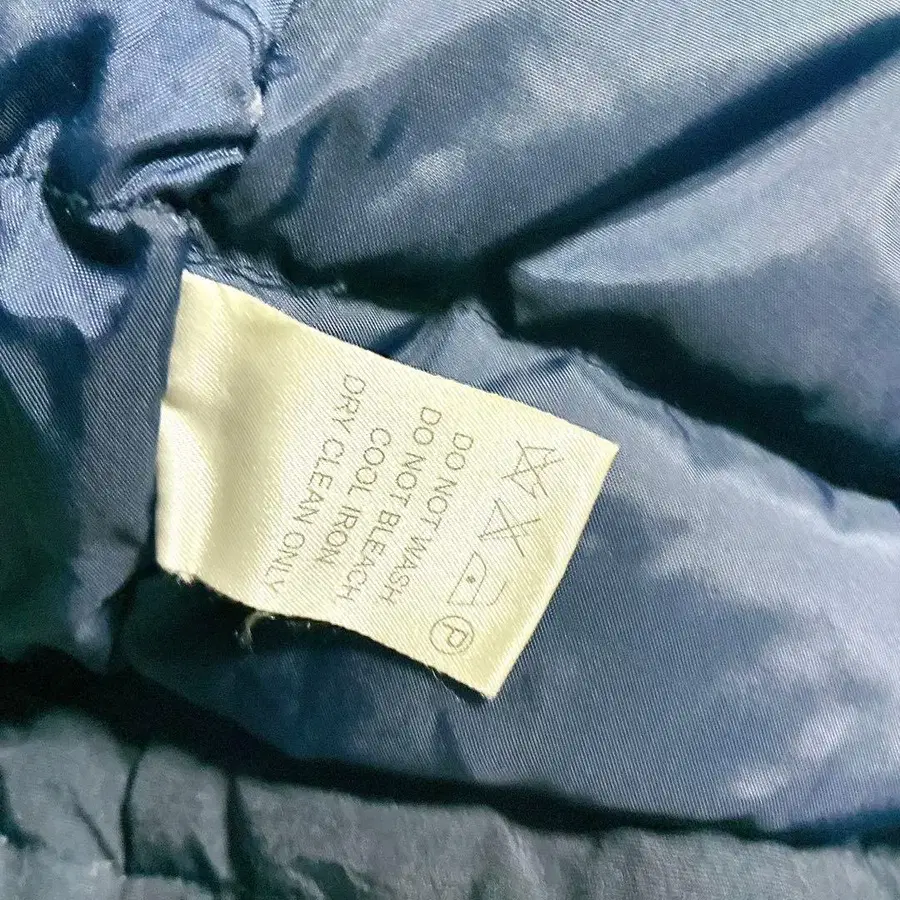 DO NOT WASH
DO NOT BLEACH
COOL IRON
DRY CLEAN ONLY
P